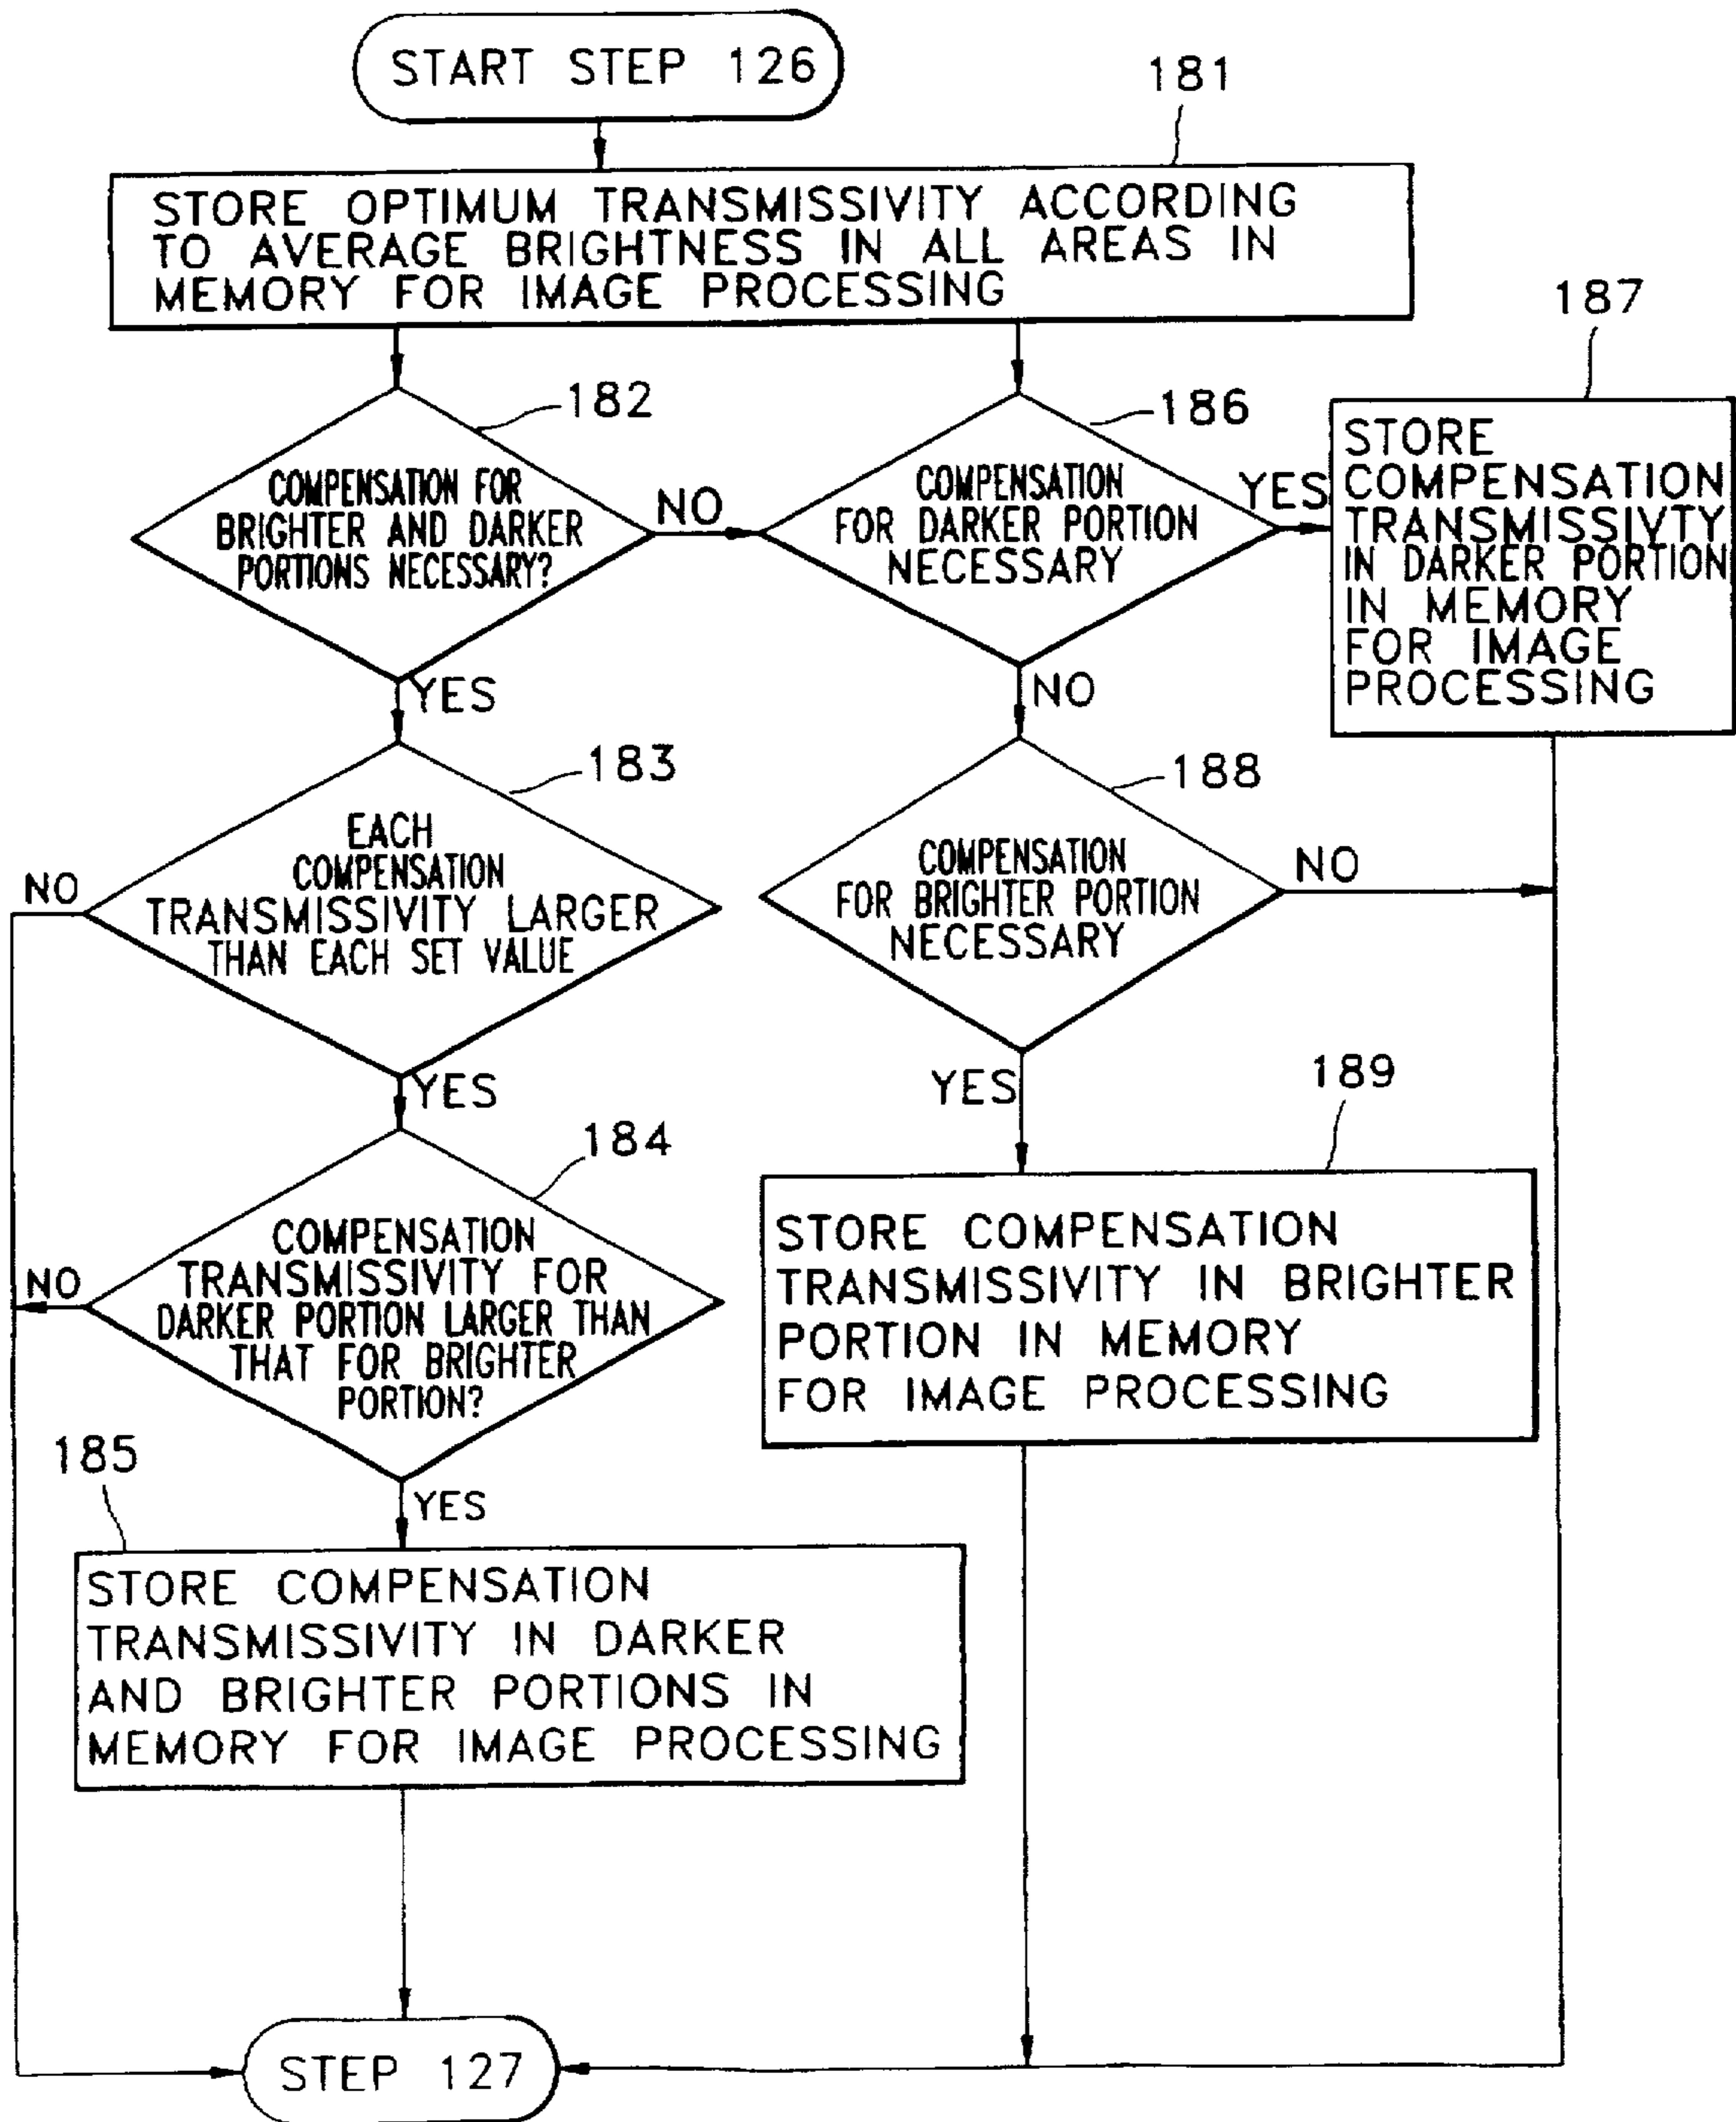 START STEP 126
181
STORE OPTIMUM TRANSMISSIVITY ACCORDING
TO AVERAGE BRIGHTNESS IN ALL AREAS IN
MEMORY FOR IMAGE PROCESSING
182
COMPENSATION FOR
BRIGHTER AND DARKER
PORTIONS NECESSARY?
NO
YES
186
COMPENSATION
FOR DARKER PORTION
NECESSARY
YES
NO
187
STORE
COMPENSATION
TRANSMISSIVTY
IN DARKER PORTION
IN MEMORY
FOR IMAGE
PROCESSING
183
EACH
COMPENSATION
TRANSMISSIVITY LARGER
THAN EACH SET VALUE
NO
YES
188
COMPENSATION
FOR BRIGHTER PORTION
NECESSARY
NO
YES
184
COMPENSATION
TRANSMISSIVITY FOR
DARKER PORTION LARGER THAN
THAT FOR BRIGHTER
PORTION?
NO
YES
189
STORE COMPENSATION
TRANSMISSIVITY IN BRIGHTER
PORTION IN MEMORY
FOR IMAGE PROCESSING
185
STORE COMPENSATION
TRANSMISSIVITY IN DARKER
AND BRIGHTER PORTIONS IN
MEMORY FOR IMAGE PROCESSING
STEP 127